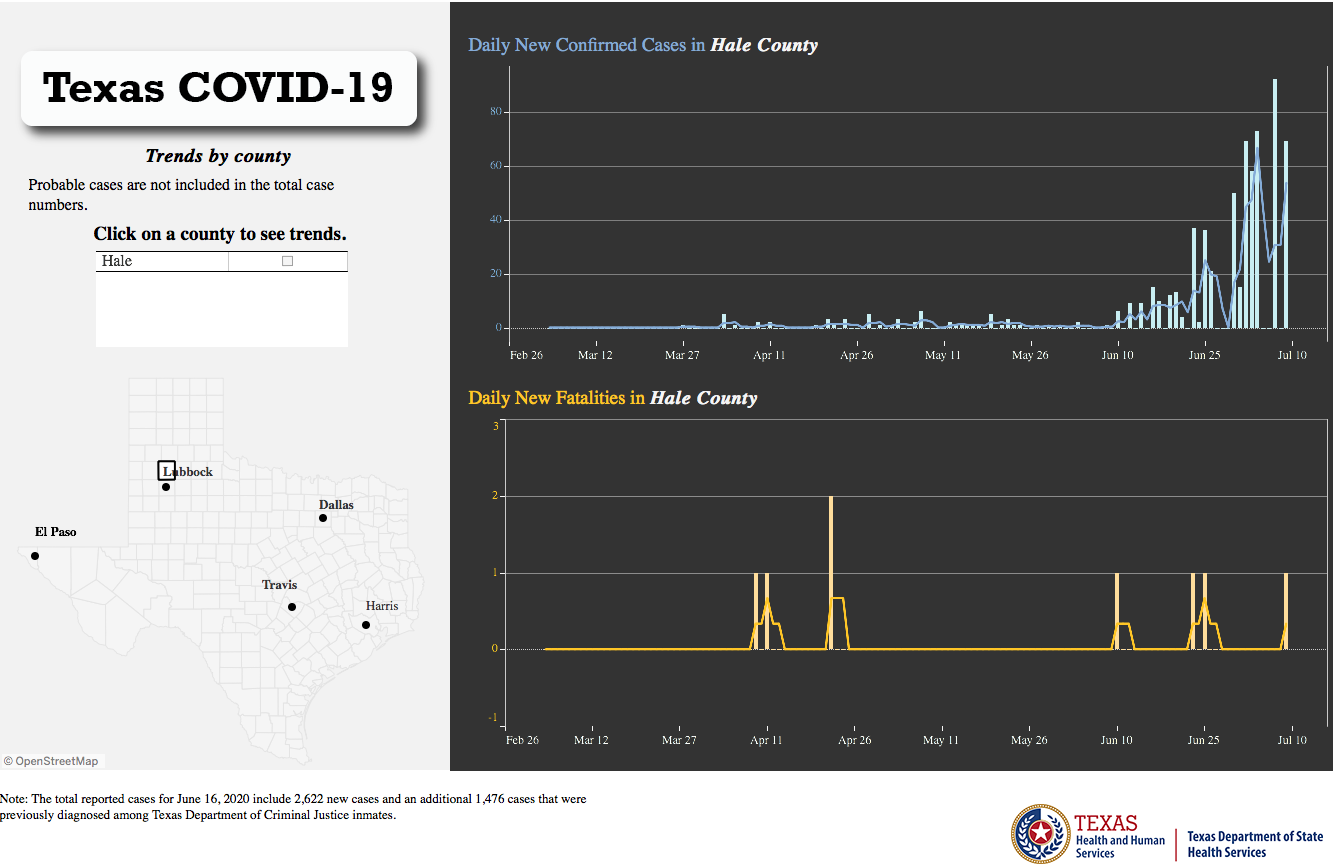 Texas COVID-19
Trends by county
Probable cases are not included in the total case
numbers.
Click on a county to see trends.
Hale
Lubbock
Dallas
El Paso
Travis
Harris
© OpenStreetMap
Daily New Confirmed Cases in Hale County
80
60
40
20
0
Feb 26 Mar 12 Mar 27 Apr 11 Apr 26 May 11 May 26 Jun 10 Jun 25 Jul 10
Daily New Fatalities in Hale County
3
2
1
0
-1
Feb 26 Mar 12 Mar 27 Apr 11 Apr 26 May 11 May 26 Jun 10 Jun 25 Jul 10
Note: The total reported cases for June 16, 2020 include 2,622 new cases and an additional 1,476 cases that were
previously diagnosed among Texas Department of Criminal Justice inmates.
TEXAS
Health and Human
Services
Texas Department of State
Health Services